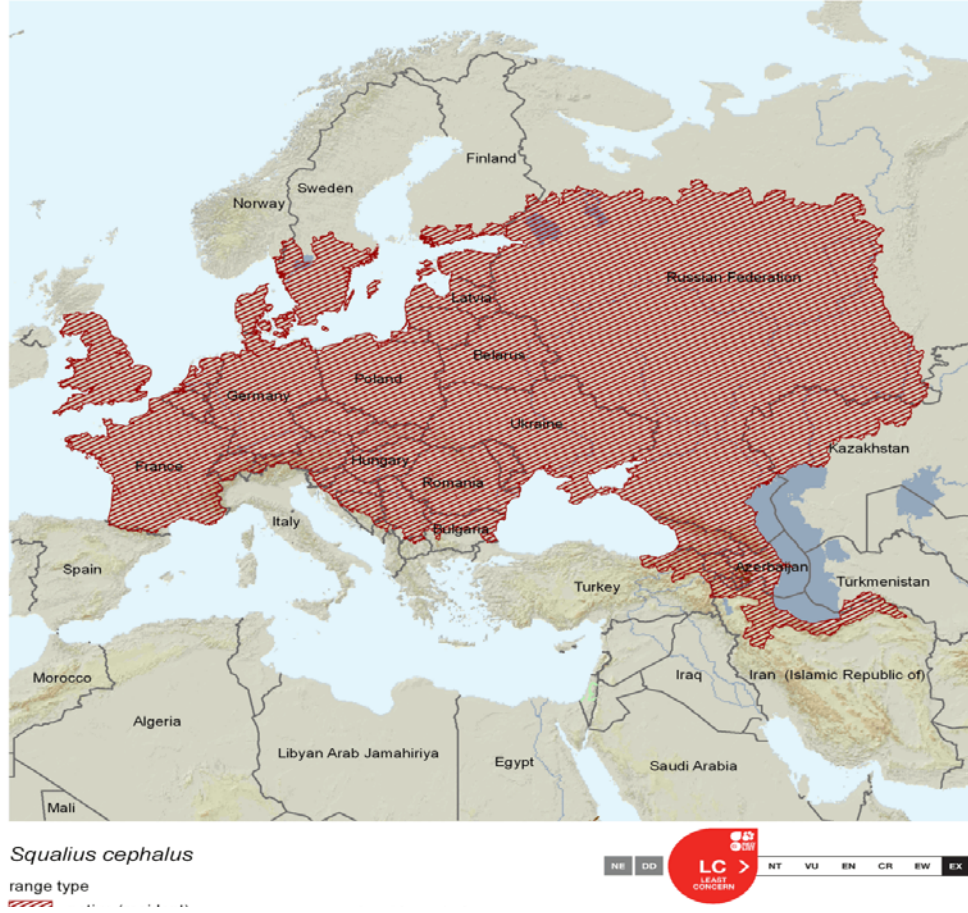 Finland
Sweden
Norway
Russian Federation
Latvia
Belarus
Poland
Germany
Ukraine
Kazakhstan
France
Hungary
Romania
Bulgaria
Italy
Spain
Azerbaijan
Turkey
Turkmenistan
Morocco
Iraq
Iran (Islamic Republic of)
Algeria
Libyan Arab Jamahiriya
Egypt
Saudi Arabia
Mali
Squalius cephalus
NE DD LC > NT VU EN CR EW EX
LEAST
CONCERN
range type